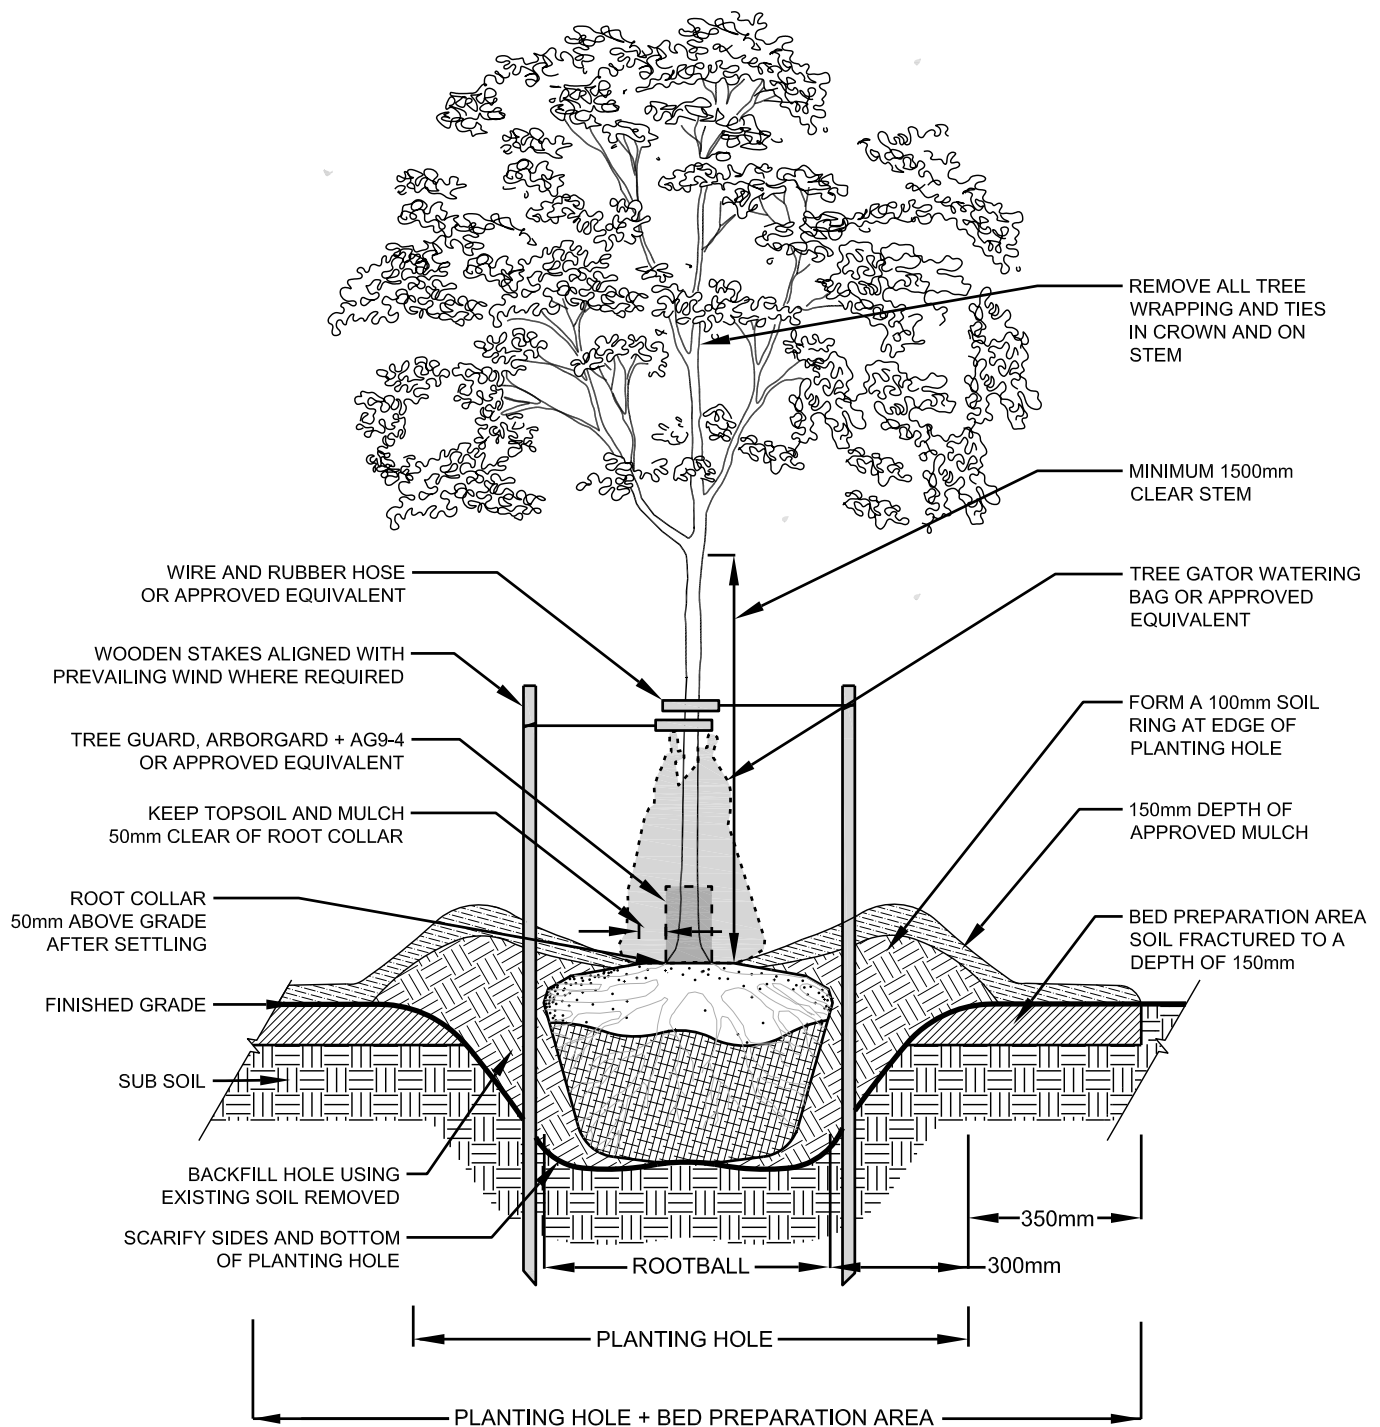 REMOVE ALL TREE
WRAPPING AND TIES
IN CROWN AND ON
STEM
MINIMUM 1500mm
CLEAR STEM
WIRE AND RUBBER HOSE
OR APPROVED EQUIVALENT
TREE GATOR WATERING
BAG OR APPROVED
EQUIVALENT
WOODEN STAKES ALIGNED WITH
PREVAILING WIND WHERE REQUIRED
FORM A 100mm SOIL
RING AT EDGE OF
PLANTING HOLE
TREE GUARD, ARBORGARD + AG9-4
OR APPROVED EQUIVALENT
KEEP TOPSOIL AND MULCH
50mm CLEAR OF ROOT COLLAR
150mm DEPTH OF
APPROVED MULCH
ROOT COLLAR
50mm ABOVE GRADE
AFTER SETTLING
BED PREPARATION AREA
SOIL FRACTURED TO A
DEPTH OF 150mm
FINISHED GRADE
SUB SOIL
BACKFILL HOLE USING
EXISTING SOIL REMOVED
SCARIFY SIDES AND BOTTOM
OF PLANTING HOLE
350mm
ROOTBALL
300mm
PLANTING HOLE
PLANTING HOLE + BED PREPARATION AREA